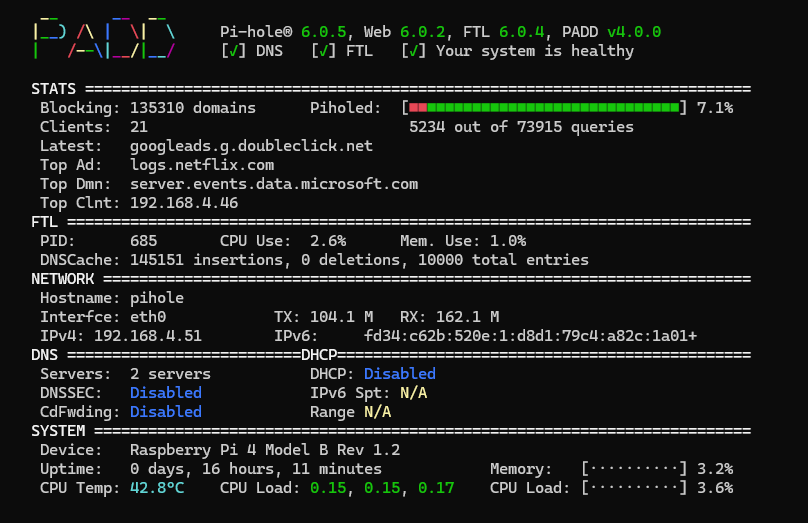 Pi-hole® 6.0.5, Web 6.0.2, FTL 6.0.4, PADD v4.0.0
[✓] DNS [✓] FTL [✓] Your system is healthy
STATS ==========================================================================
Blocking: 135310 domains Piholed: [■■■■■■■■■■■■■■■■■■■■■■■■■■■■■■] 7.1%
Clients: 21 5234 out of 73915 queries
Latest: googleads.g.doubleclick.net
Top Ad: logs.netflix.com
Top Dmn: server.events.data.microsoft.com
Top Clnt: 192.168.4.46
FTL ============================================================================
PID: 685 CPU Use: 2.6% Mem. Use: 1.0%
DNSCache: 145151 insertions, 0 deletions, 10000 total entries
NETWORK ========================================================================
Hostname: pihole
Interfce: eth0 TX: 104.1 M RX: 162.1 M
IPv4: 192.168.4.51 IPv6: fd34:c62b:520e:1:d8d1:79c4:a82c:1a01+
DNS ==========================DHCP==============================================
Servers: 2 servers DHCP: Disabled
DNSSEC: Disabled IPv6 Spt: N/A
CdFwding: Disabled Range N/A
SYSTEM =========================================================================
Device: Raspberry Pi 4 Model B Rev 1.2
Uptime: 0 days, 16 hours, 11 minutes Memory: [··········] 3.2%
CPU Temp: 42.8°C CPU Load: 0.15, 0.15, 0.17 CPU Load: [··········] 3.6%